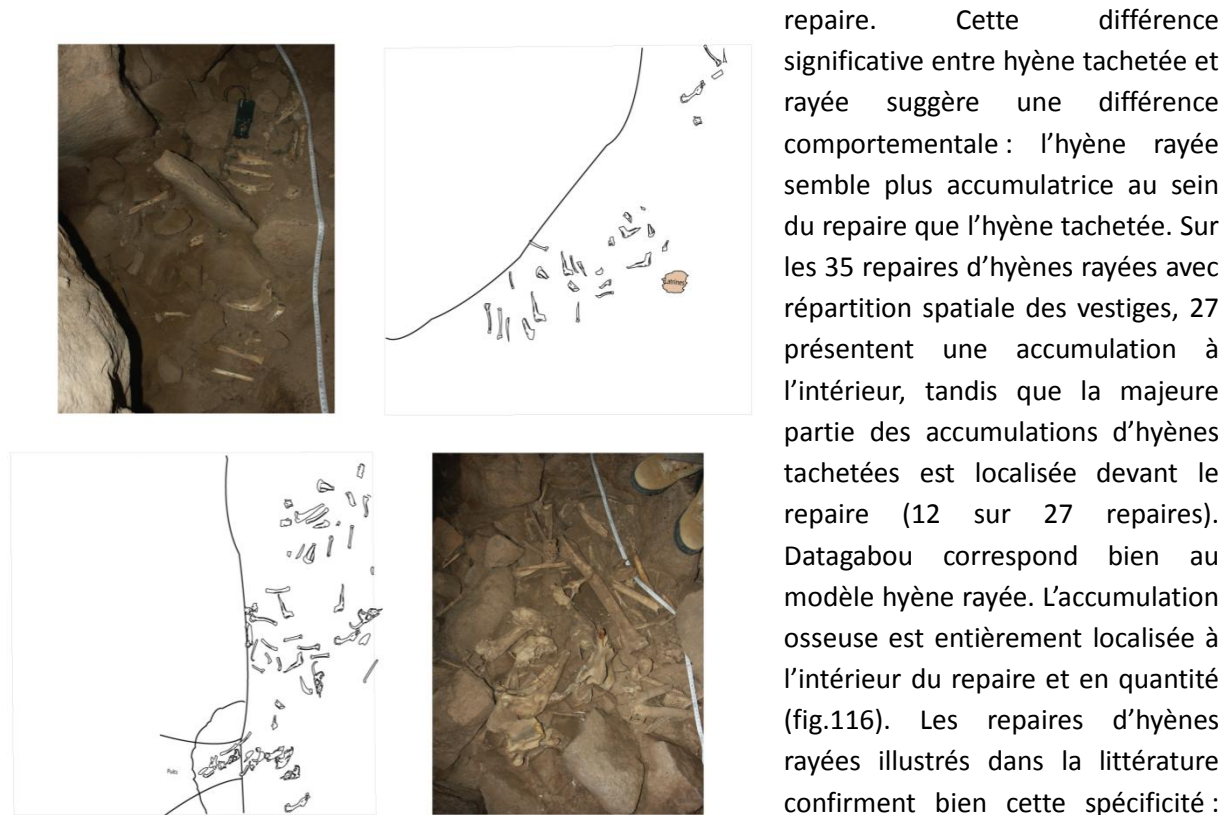 repaire. Cette différence
significative entre hyène tachetée et
rayée suggère une différence
comportementale : l’hyène rayée
semble plus accumulatrice au sein
du repaire que l’hyène tachetée. Sur
les 35 repaires d’hyènes rayées avec
répartition spatiale des vestiges, 27
présentent une accumulation à
l’intérieur, tandis que la majeure
partie des accumulations d’hyènes
tachetées est localisée devant le
repaire (12 sur 27 repaires).
Datagabou correspond bien au
modèle hyène rayée. L’accumulation
osseuse est entièrement localisée à
l’intérieur du repaire et en quantité
(fig.116). Les repaires d’hyènes
rayées illustrés dans la littérature
confirment bien cette spécificité :
Latrines